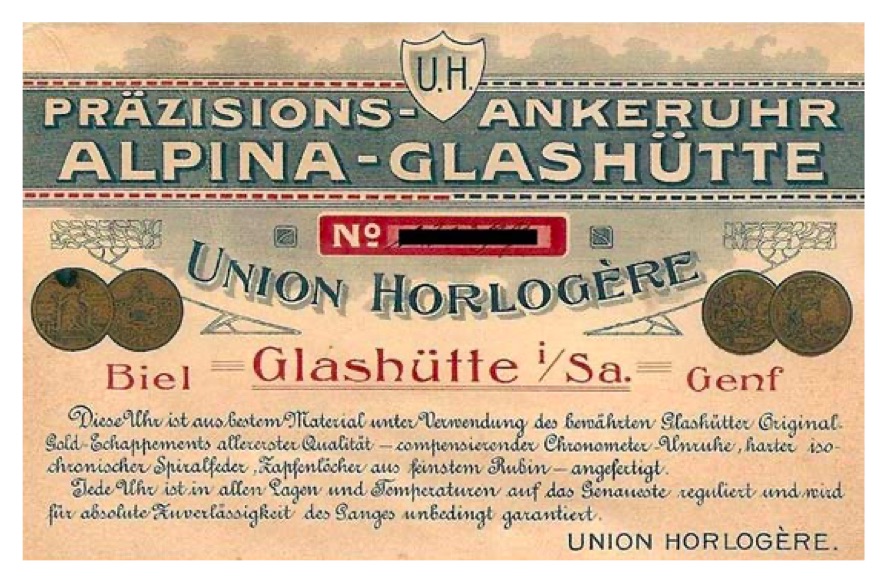 U.H.
PRÄZISIONS-ANKERUHR
ALPINA-GLASHÜTTE
Nº
UNION HORLOGÈRE
Biel Glashütte i/Sa. Genf
Diese Uhr ist aus bestem Material unter Verwendung des bewährten Glashütter Original-
Gold-Echappements allererster Qualität – compensierender Chronometer-Unruhe, harter iso-
chronischer Spiralfeder, Zapfenlöcher aus feinstem Rubin – angefertigt.
Jede Uhr ist in allen Lagen und Temperaturen auf das Genaueste reguliert und wird
für absolute Zuverlässigkeit des Ganges unbedingt garantiert.
UNION HORLOGÈRE.